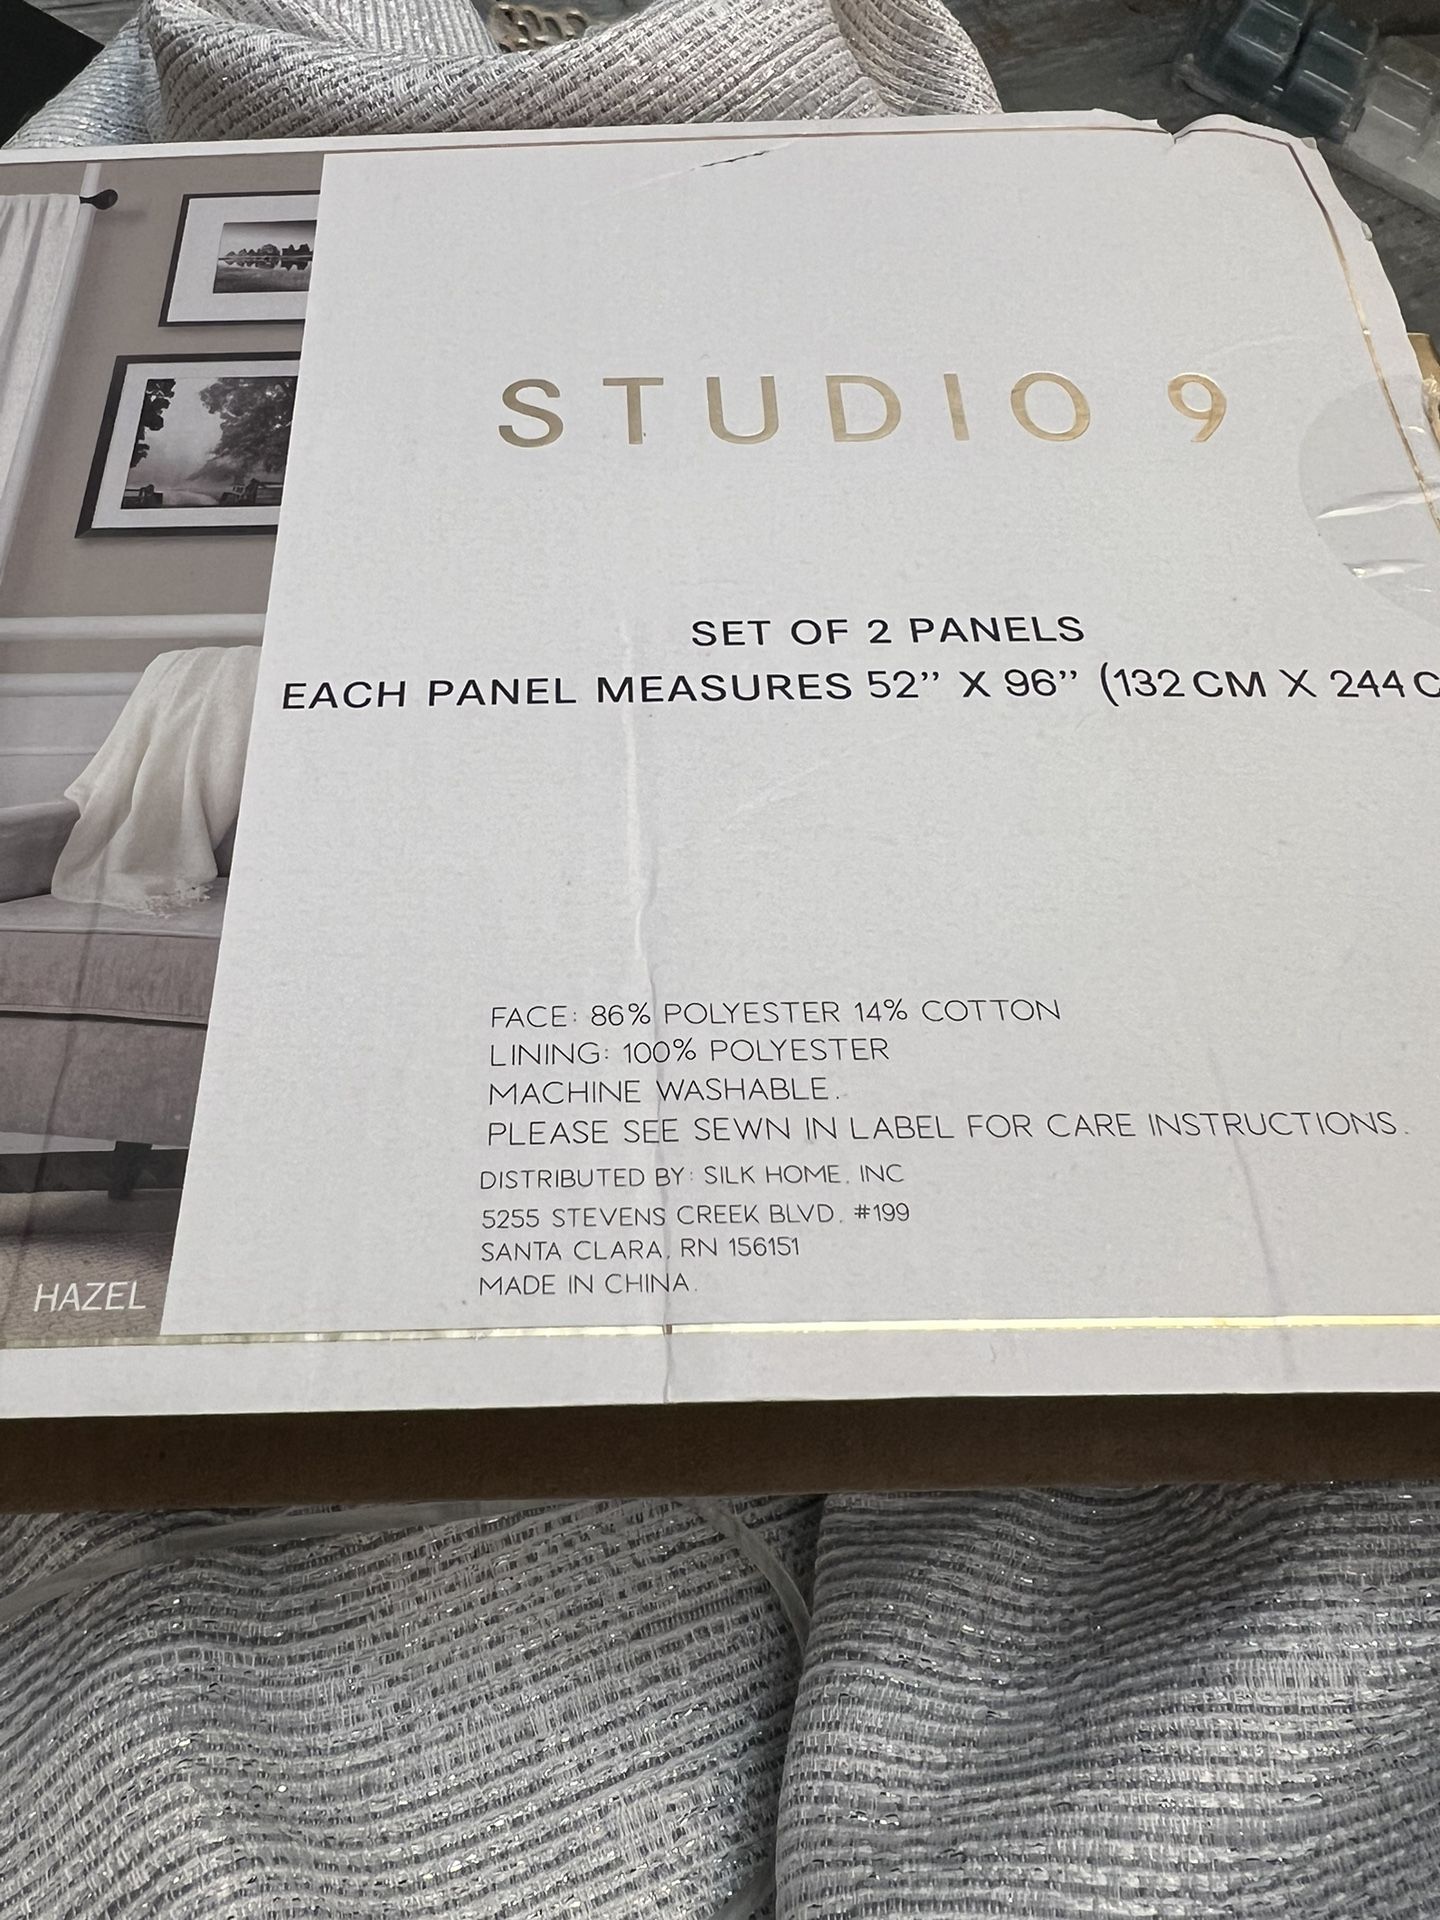 STUDIO 9
SET OF 2 PANELS
EACH PANEL MEASURES 52” X 96” (132 CM X 244 C
FACE: 86% POLYESTER 14% COTTON
LINING: 100% POLYESTER
MACHINE WASHABLE.
PLEASE SEE SEWN IN LABEL FOR CARE INSTRUCTIONS.
DISTRIBUTED BY: SILK HOME, INC
5255 STEVENS CREEK BLVD. #199
SANTA CLARA, RN 156151
MADE IN CHINA.
HAZEL